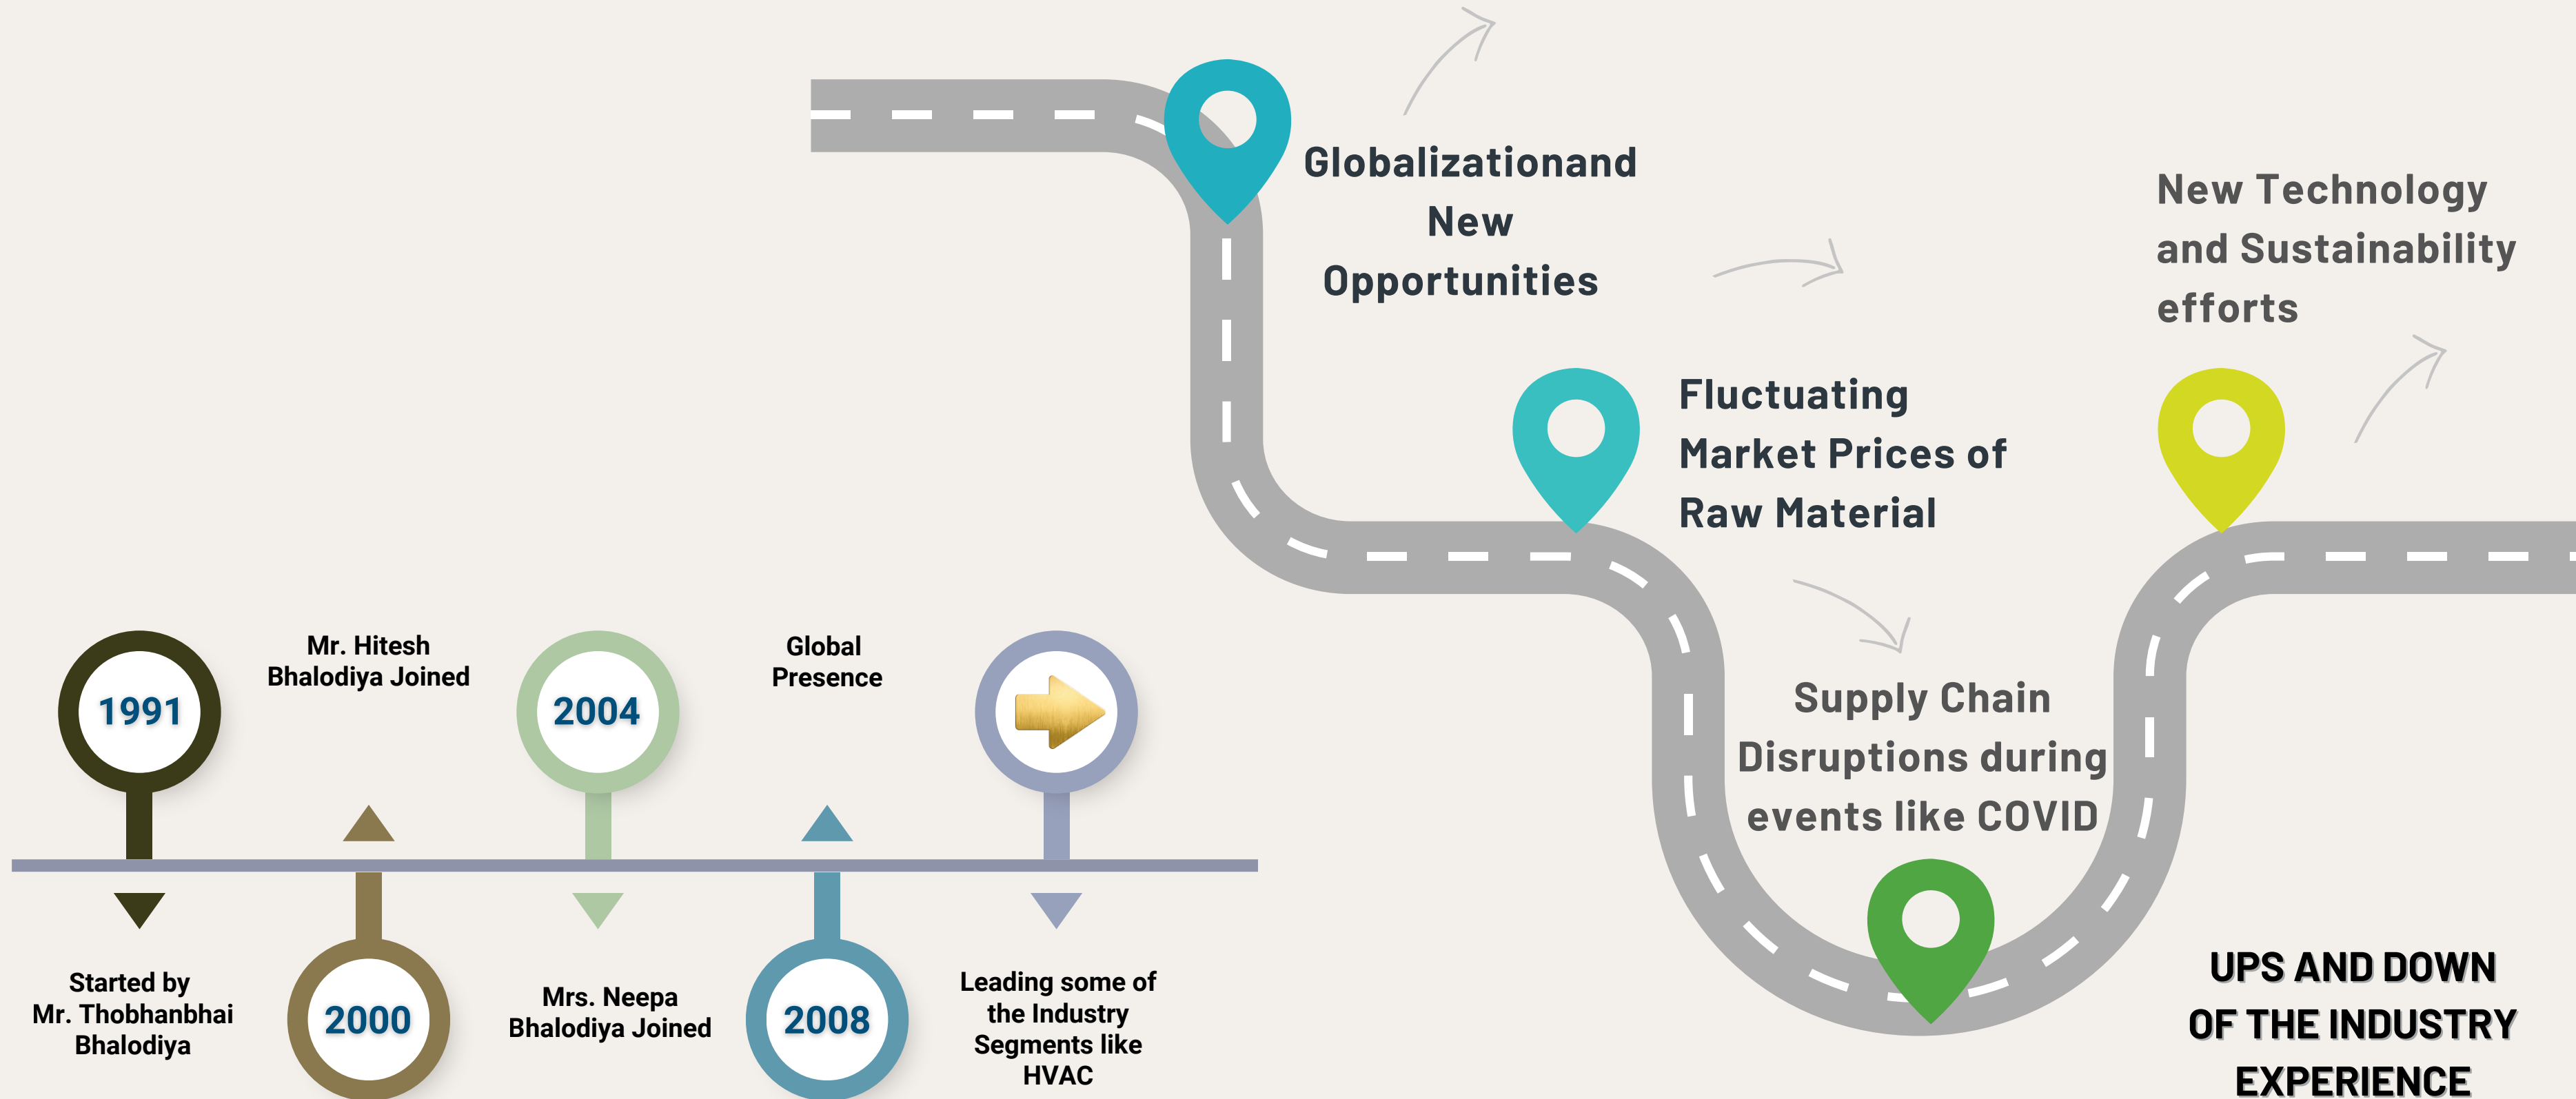 Globalizationand
New
Opportunities
New Technology
and Sustainability
efforts
Fluctuating
Market Prices of
Raw Material
Supply Chain
Disruptions during
events like COVID
UPS AND DOWN
OF THE INDUSTRY
EXPERIENCE
1991
Started by
Mr. Thobhanbhai
Bhalodiya
Mr. Hitesh
Bhalodiya Joined
2000
2004
Mrs. Neepa
Bhalodiya Joined
Global
Presence
2008
Leading some of
the Industry
Segments like
HVAC